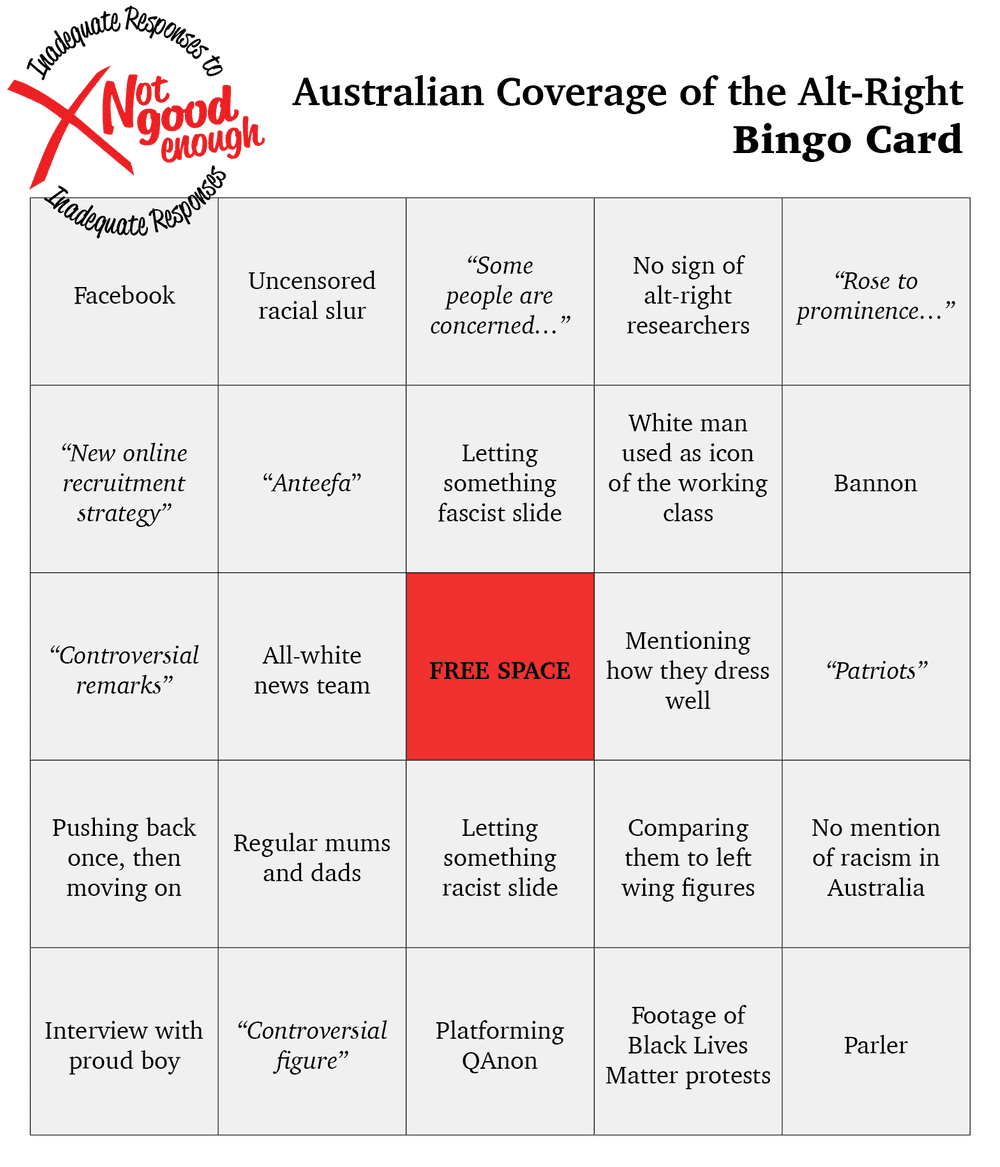 Inadequate Responses to
Not
good
enough
Inadequate Responses
Australian Coverage of the Alt-Right
Bingo Card
Facebook
Uncensored
racial slur
“Some
people are
concerned…”
No sign of
alt-right
researchers
“Rose to
prominence…”
“New online
recruitment
strategy”
“Anteefa”
Letting
something
fascist slide
White man
used as icon
of the working
class
Bannon
“Controversial
remarks”
All-white
news team
FREE SPACE
Mentioning
how they dress
well
“Patriots”
Pushing back
once, then
moving on
Regular mums
and dads
Letting
something
racist slide
Comparing
them to left
wing figures
No mention
of racism in
Australia
Interview with
proud boy
“Controversial
figure”
Platforming
QAnon
Footage of
Black Lives
Matter protests
Parler